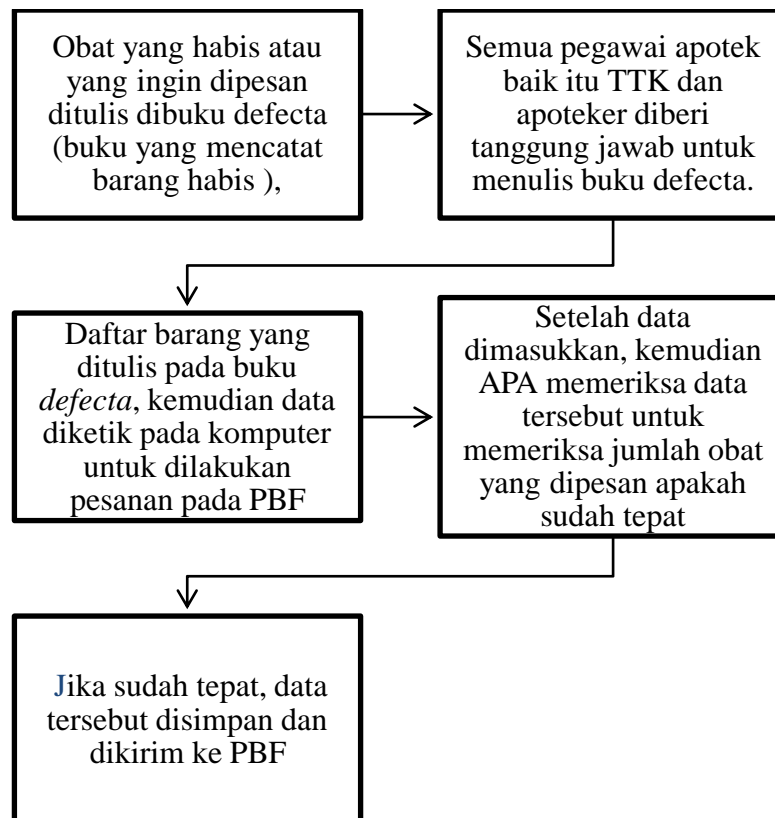 Obat yang habis atau
yang ingin dipesan
ditulis dibuku defecta
(buku yang mencatat
barang habis ),
Semua pegawai apotek
baik itu TTK dan
apoteker diberi
tanggung jawab untuk
menulis buku defecta.
Daftar barang yang
ditulis pada buku
defecta, kemudian data
diketik pada komputer
untuk dilakukan
pesanan pada PBF
Setelah data
dimasukkan, kemudian
APA memeriksa data
tersebut untuk
memeriksa jumlah obat
yang dipesan apakah
sudah tepat
Jika sudah tepat, data
tersebut disimpan dan
dikirim ke PBF